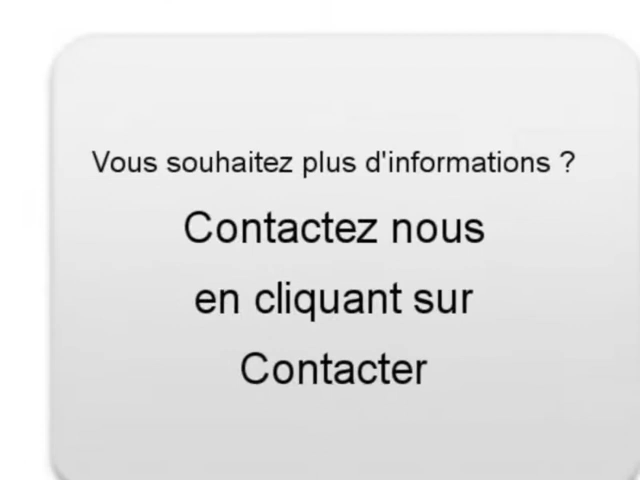 Vous souhaitez plus d'informations ?
Contactez nous
en cliquant sur
Contacter